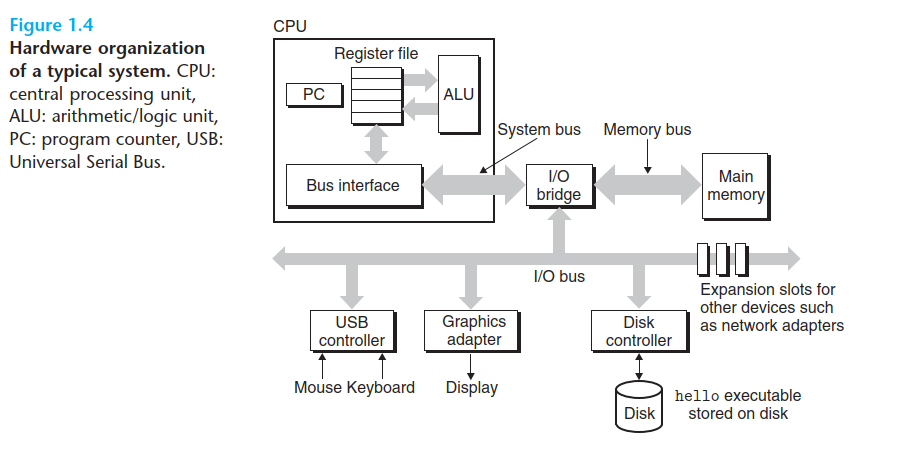 Figure 1.4
Hardware organization
of a typical system. CPU:
central processing unit,
ALU: arithmetic/logic unit,
PC: program counter, USB:
Universal Serial Bus.
CPU
Register file
PC
ALU
System bus
Memory bus
Bus interface
I/O
bridge
Main
memory
I/O bus
Expansion slots for
other devices such
as network adapters
USB
controller
Graphics
adapter
Disk
controller
Mouse Keyboard
Display
Disk
hello executable
stored on disk